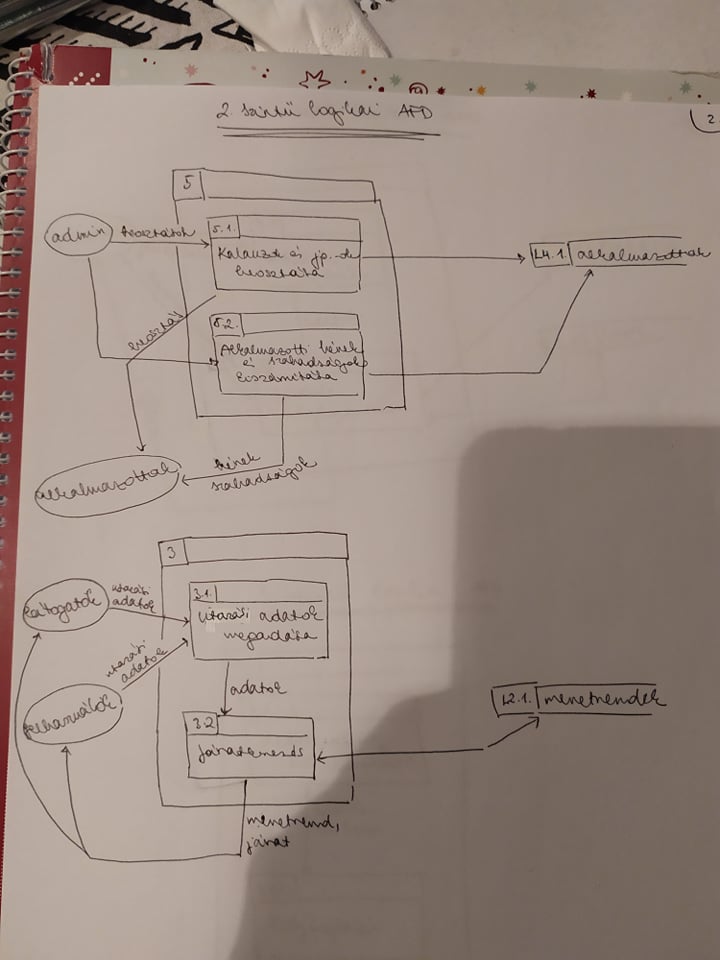 2. szintű logikai AFD
2.
5
5.1.
Kalauzok és jp.-ok
beosztása
admin
beosztások
L4.1. alkalmazottak
5.2.
Alkalmazotti bérek
és szabadságok
kiszámítása
beosztás
alkalmazottak
bérek
szabadságok
3
3.1.
utazási adatok
megadása
látogatók
utazási
adatok
utazási
adatok
felhasználók
adatok
3.2
járatkeresés
L2.1. menetrendek
menetrend,
járat